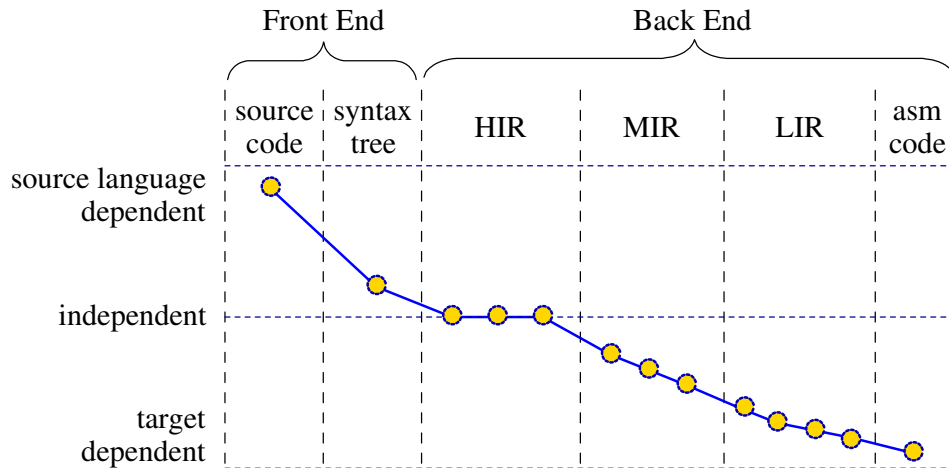 Front End
Back End
source code
syntax tree
HIR
MIR
LIR
asm code
source language
dependent
independent
target
dependent